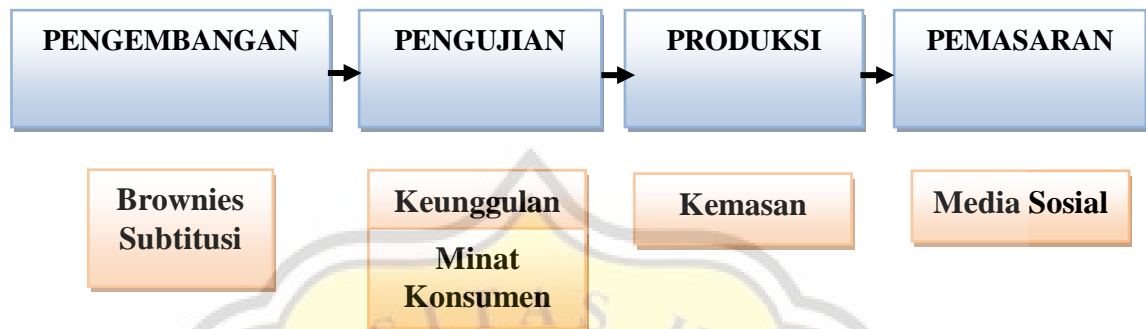 PENGEMBANGAN
PENGUJIAN
PRODUKSI
PEMASARAN
Brownies
Subtitusi
Keunggulan
Minat
Konsumen
Kemasan
Media Sosial